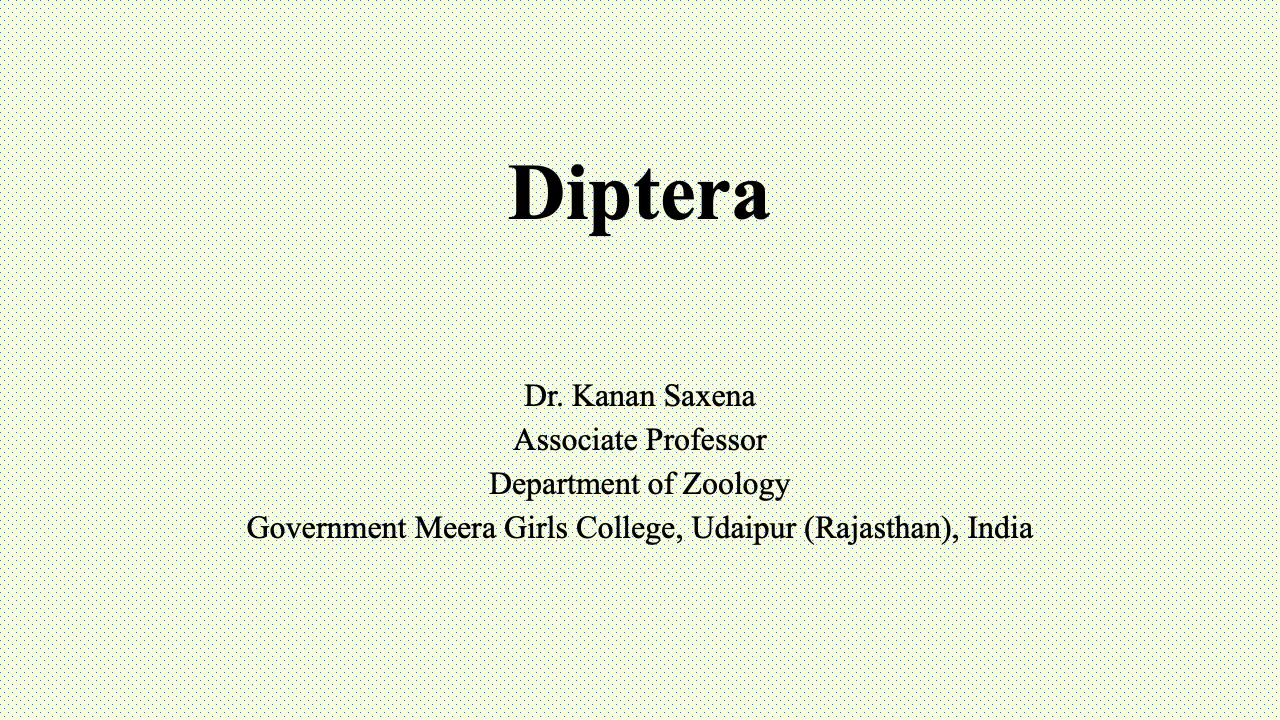 Diptera
Dr. Kanan Saxena
Associate Professor
Department of Zoology
Government Meera Girls College, Udaipur (Rajasthan), India